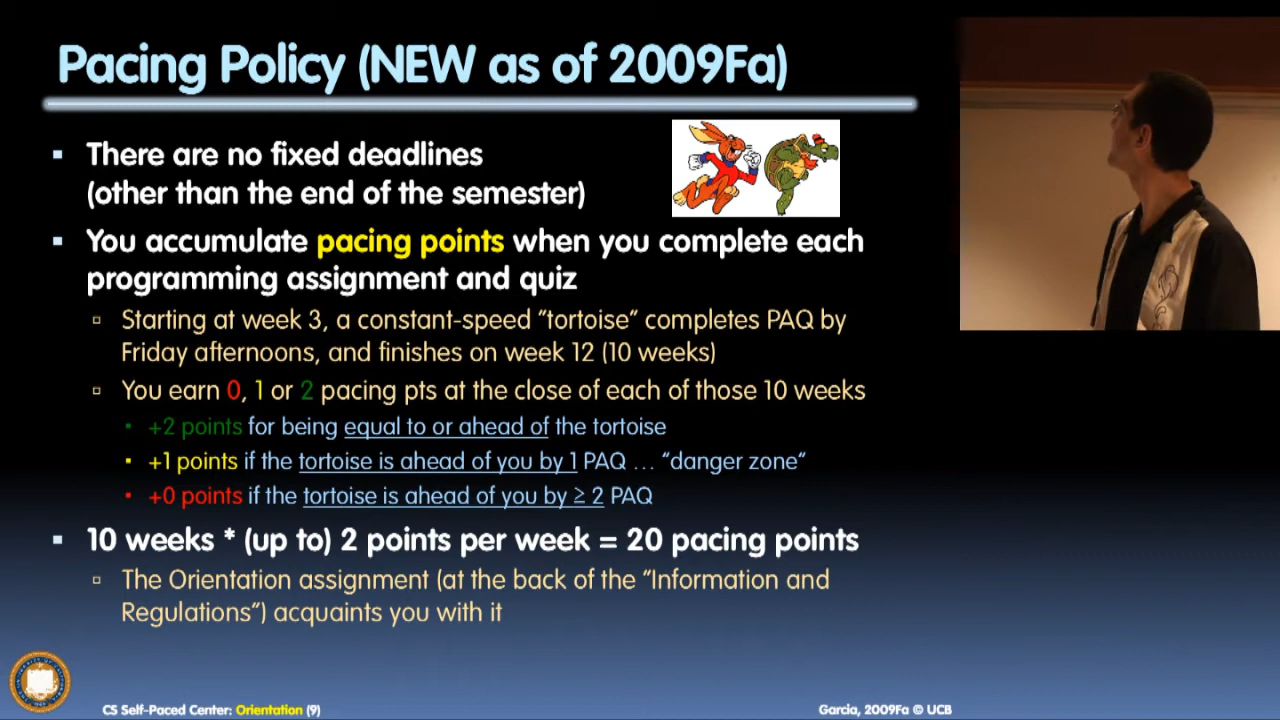 Pacing Policy (NEW as of 2009Fa)
▪ There are no fixed deadlines
(other than the end of the semester)
▪ You accumulate pacing points when you complete each
programming assignment and quiz
▫ Starting at week 3, a constant-speed "tortoise" completes PAQ by
Friday afternoons, and finishes on week 12 (10 weeks)
▫ You earn 0, 1 or 2 pacing pts at the close of each of those 10 weeks
▪ +2 points for being equal to or ahead of the tortoise
▪ +1 points if the tortoise is ahead of you by 1 PAQ … "danger zone"
▪ +0 points if the tortoise is ahead of you by ≥ 2 PAQ
▪ 10 weeks * (up to) 2 points per week = 20 pacing points
▫ The Orientation assignment (at the back of the "Information and
Regulations") acquaints you with it
CS Self-Paced Center: Orientation (9)
Garcia, 2009Fa © UCB